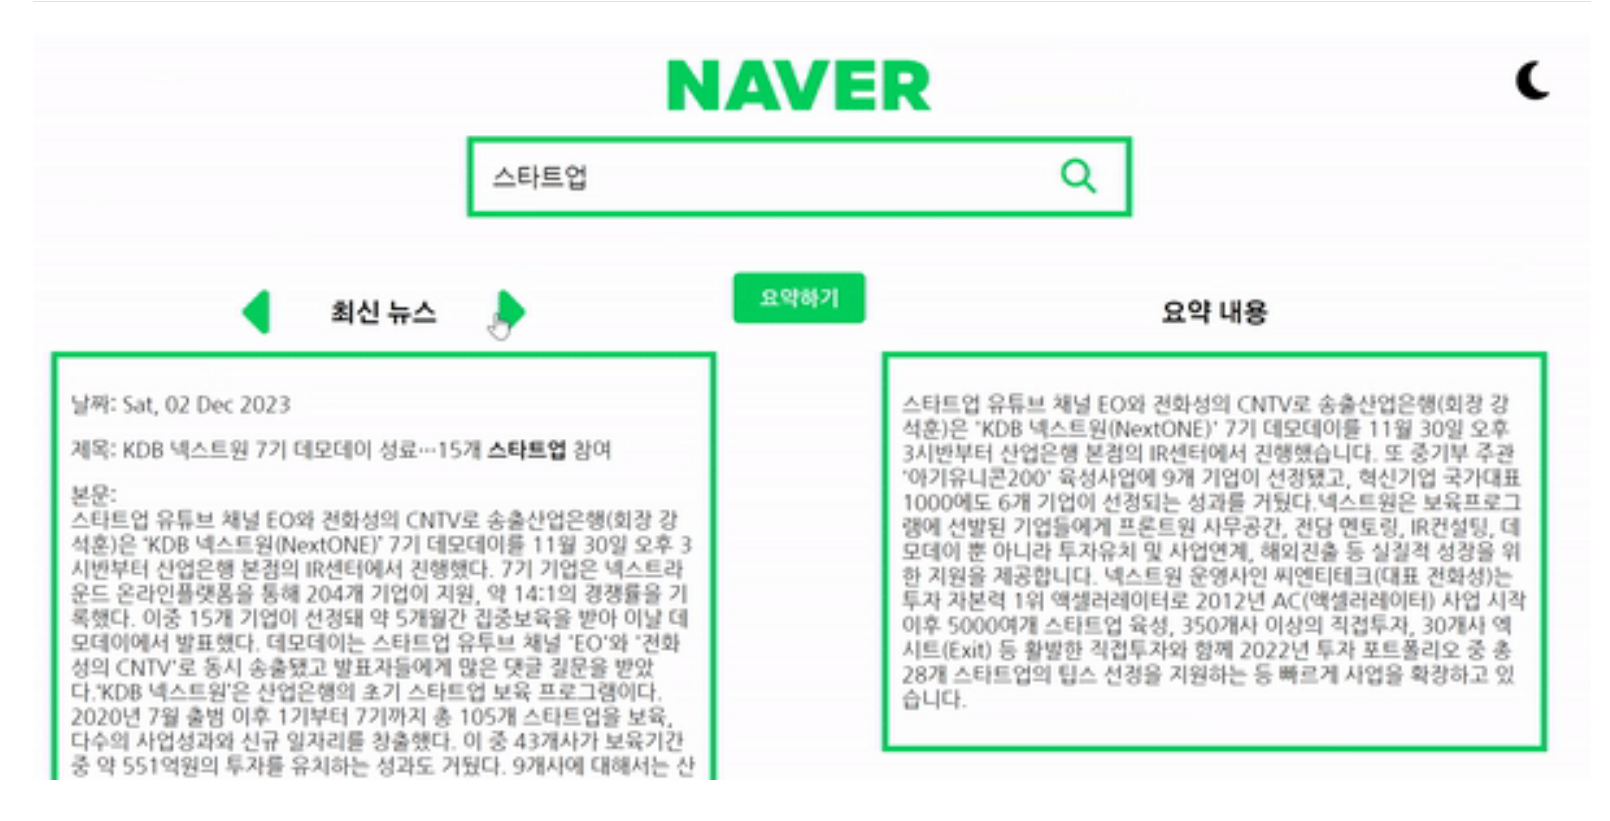 NAVER
스타트업
최신 뉴스
요약하기
요약 내용
날짜: Sat, 02 Dec 2023
제목: KDB 넥스트원 7기 데모데이 성료…15개 스타트업 참여
본문:
스타트업 유튜브 채널 EO와 전화성의 CNTV로 송출산업은행(회장 강
석훈)은 'KDB 넥스트원(NextONE)' 7기 데모데이를 11월 30일 오후 3
시반부터 산업은행 본점의 IR센터에서 진행했다. 7기 기업은 넥스트라
운드 온라인플랫폼을 통해 204개 기업이 지원, 약 14:1의 경쟁률을 기
록했다. 이중 15개 기업이 선정돼 약 5개월간 집중보육을 받아 이날 데
모데이에서 발표했다. 데모데이는 스타트업 유투브 채널 'EO'와 '전화
성의 CNTV'로 동시 송출됐고 발표자들에게 많은 댓글 질문을 받았
다.'KDB 넥스트원'은 산업은행의 초기 스타트업 보육 프로그램이다.
2020년 7월 출범 이후 1기부터 7기까지 총 105개 스타트업을 보육,
다수의 사업성과와 신규 일자리를 창출했다. 이 중 43개사가 보육기간
중 약 551억원의 투자를 유치하는 성과도 거뒀다. 9개사에 대해서는 산
스타트업 유튜브 채널 EO와 전화성의 CNTV로 송출산업은행(회장 강
석훈)은 'KDB 넥스트원(NextONE)' 7기 데모데이를 11월 30일 오후
3시반부터 산업은행 본점의 IR센터에서 진행했습니다. 또 중기부 주관
'아기유니콘200' 육성사업에 9개 기업이 선정됐고, 혁신기업 국가대표
1000에도 6개 기업이 선정되는 성과를 거뒀다.넥스트원은 보육프로그
램에 선발된 기업들에게 프론트원 사무공간, 전담 멘토링, IR컨설팅, 데
모데이 뿐 아니라 투자유치 및 사업연계, 해외진출 등 실질적 성장을 위
한 지원을 제공합니다. 넥스트원 운영사인 씨엔티테크(대표 전화성)는
투자 자본력 1위 액셀러레이터로 2012년 AC(액셀러레이터) 사업 시작
이후 5000여개 스타트업 육성, 350개사 이상의 직접투자, 30개사 엑
시트(Exit) 등 활발한 직접투자와 함께 2022년 투자 포트폴리오 중 총
28개 스타트업의 팁스 선정을 지원하는 등 빠르게 사업을 확장하고 있
습니다.